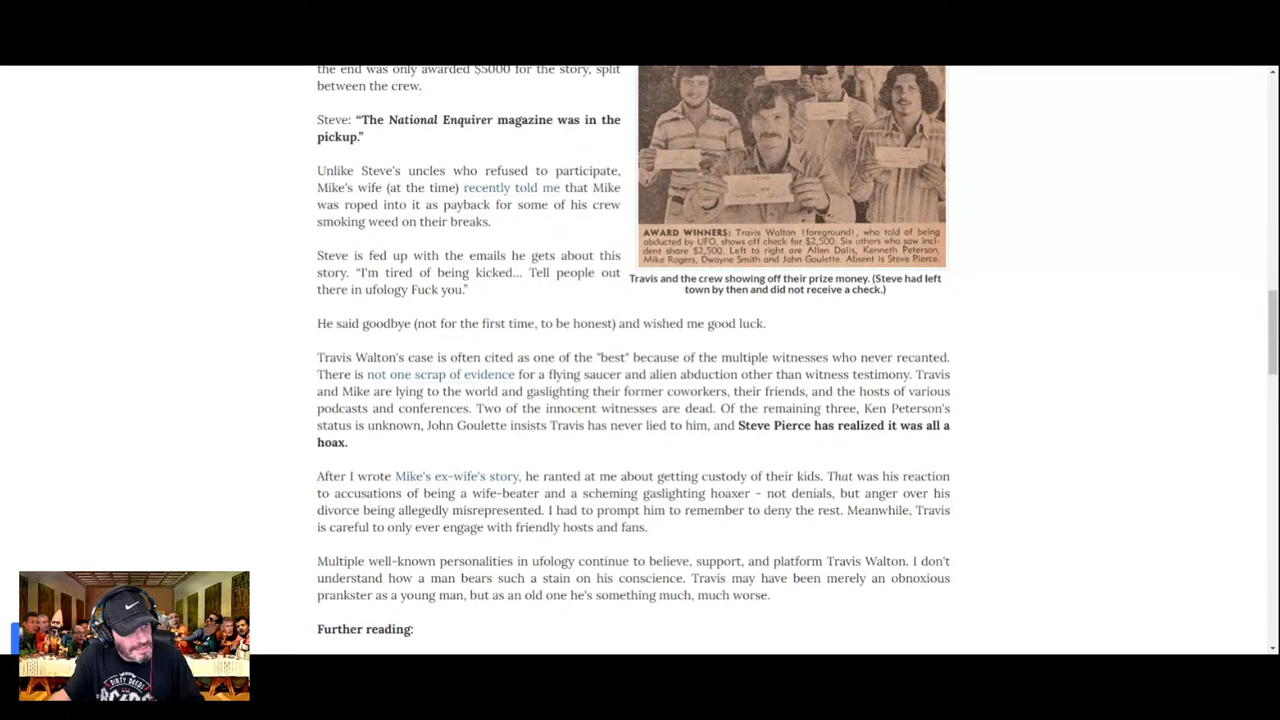 the end was only awarded $5000 for the story, split
between the crew.
Steve: “The National Enquirer magazine was in the
pickup.”
Unlike Steve's uncles who refused to participate,
Mike's wife (at the time) recently told me that Mike
was roped into it as payback for some of his crew
smoking weed on their breaks.
Steve is fed up with the emails he gets about this
story. “I'm tired of being kicked... Tell people out
there in ufology Fuck you.”
AWARD WINNERS: Travis Walton (foreground), who told of being
abducted by UFO, shows off check for $2,500. Six others who saw inci-
dent share $2,500. Left to right are Allen Dalis, Kenneth Peterson,
Mike Rogers, Dwayne Smith and John Goulette. Absent is Steve Pierce.
Travis and the crew showing off their prize money. (Steve had left
town by then and did not receive a check.)
He said goodbye (not for the first time, to be honest) and wished me good luck.
Travis Walton's case is often cited as one of the "best" because of the multiple witnesses who never recanted.
There is not one scrap of evidence for a flying saucer and alien abduction other than witness testimony. Travis
and Mike are lying to the world and gaslighting their former coworkers, their friends, and the hosts of various
podcasts and conferences. Two of the innocent witnesses are dead. Of the remaining three, Ken Peterson's
status is unknown, John Goulette insists Travis has never lied to him, and Steve Pierce has realized it was all a
hoax.
After I wrote Mike's ex-wife's story, he ranted at me about getting custody of their kids. That was his reaction
to accusations of being a wife-beater and a scheming gaslighting hoaxer - not denials, but anger over his
divorce being allegedly misrepresented. I had to prompt him to remember to deny the rest. Meanwhile, Travis
is careful to only ever engage with friendly hosts and fans.
Multiple well-known personalities in ufology continue to believe, support, and platform Travis Walton. I don't
understand how a man bears such a stain on his conscience. Travis may have been merely an obnoxious
prankster as a young man, but as an old one he's something much, much worse.
Further reading:
DIRTY DEEDS